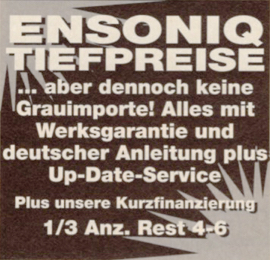 ENSONIQ
TIEFPREISE
... aber dennoch keine
Grauimporte! Alles mit
Werksgarantie und
deutscher Anleitung plus
Up-Date-Service
Plus unsere Kurzfinanzierung
1/3 Anz. Rest 4-6